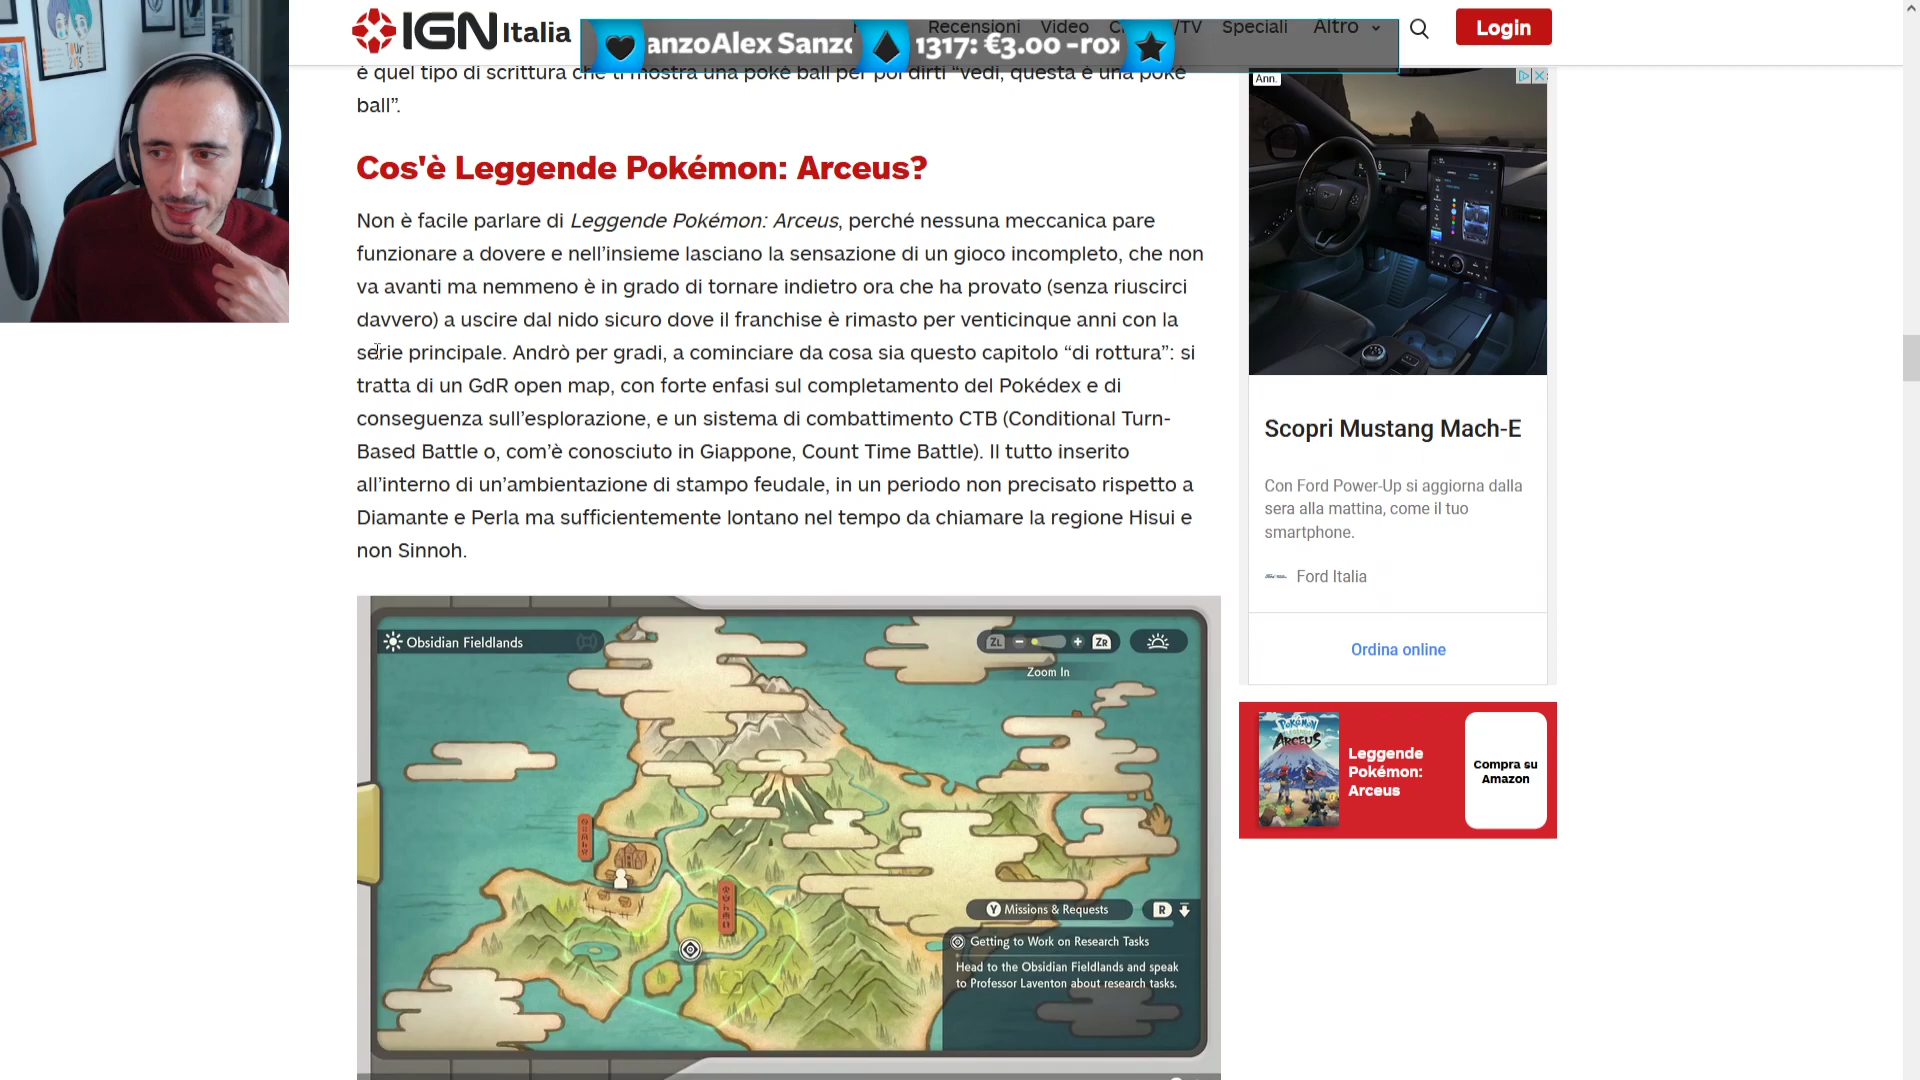 IGN Italia
Recensioni Video /TV Speciali Altro
Login
anzoAlex Sanzo
1317: €3.00 -rox
è quel tipo di scrittura che ti mostra una poké ball per poi dirti “vedi, questa è una poké
ball”.
Cos'è Leggende Pokémon: Arceus?
Non è facile parlare di Leggende Pokémon: Arceus, perché nessuna meccanica pare
funzionare a dovere e nell’insieme lasciano la sensazione di un gioco incompleto, che non
va avanti ma nemmeno è in grado di tornare indietro ora che ha provato (senza riuscirci
davvero) a uscire dal nido sicuro dove il franchise è rimasto per venticinque anni con la
serie principale. Andrò per gradi, a cominciare da cosa sia questo capitolo “di rottura”: si
tratta di un GdR open map, con forte enfasi sul completamento del Pokédex e di
conseguenza sull’esplorazione, e un sistema di combattimento CTB (Conditional Turn-
Based Battle o, com’è conosciuto in Giappone, Count Time Battle). Il tutto inserito
all’interno di un’ambientazione di stampo feudale, in un periodo non precisato rispetto a
Diamante e Perla ma sufficientemente lontano nel tempo da chiamare la regione Hisui e
non Sinnoh.
Obsidian Fieldlands
ZL − + ZR
Zoom In
Y Missions & Requests
R
Getting to Work on Research Tasks
Head to the Obsidian Fieldlands and speak
to Professor Laventon about research tasks.
Ann.
Scopri Mustang Mach-E
Con Ford Power-Up si aggiorna dalla
sera alla mattina, come il tuo
smartphone.
Ford Italia
Ordina online
POKÉMON
LEGENDS
ARCEUS
Leggende
Pokémon:
Arceus
Compra su
Amazon